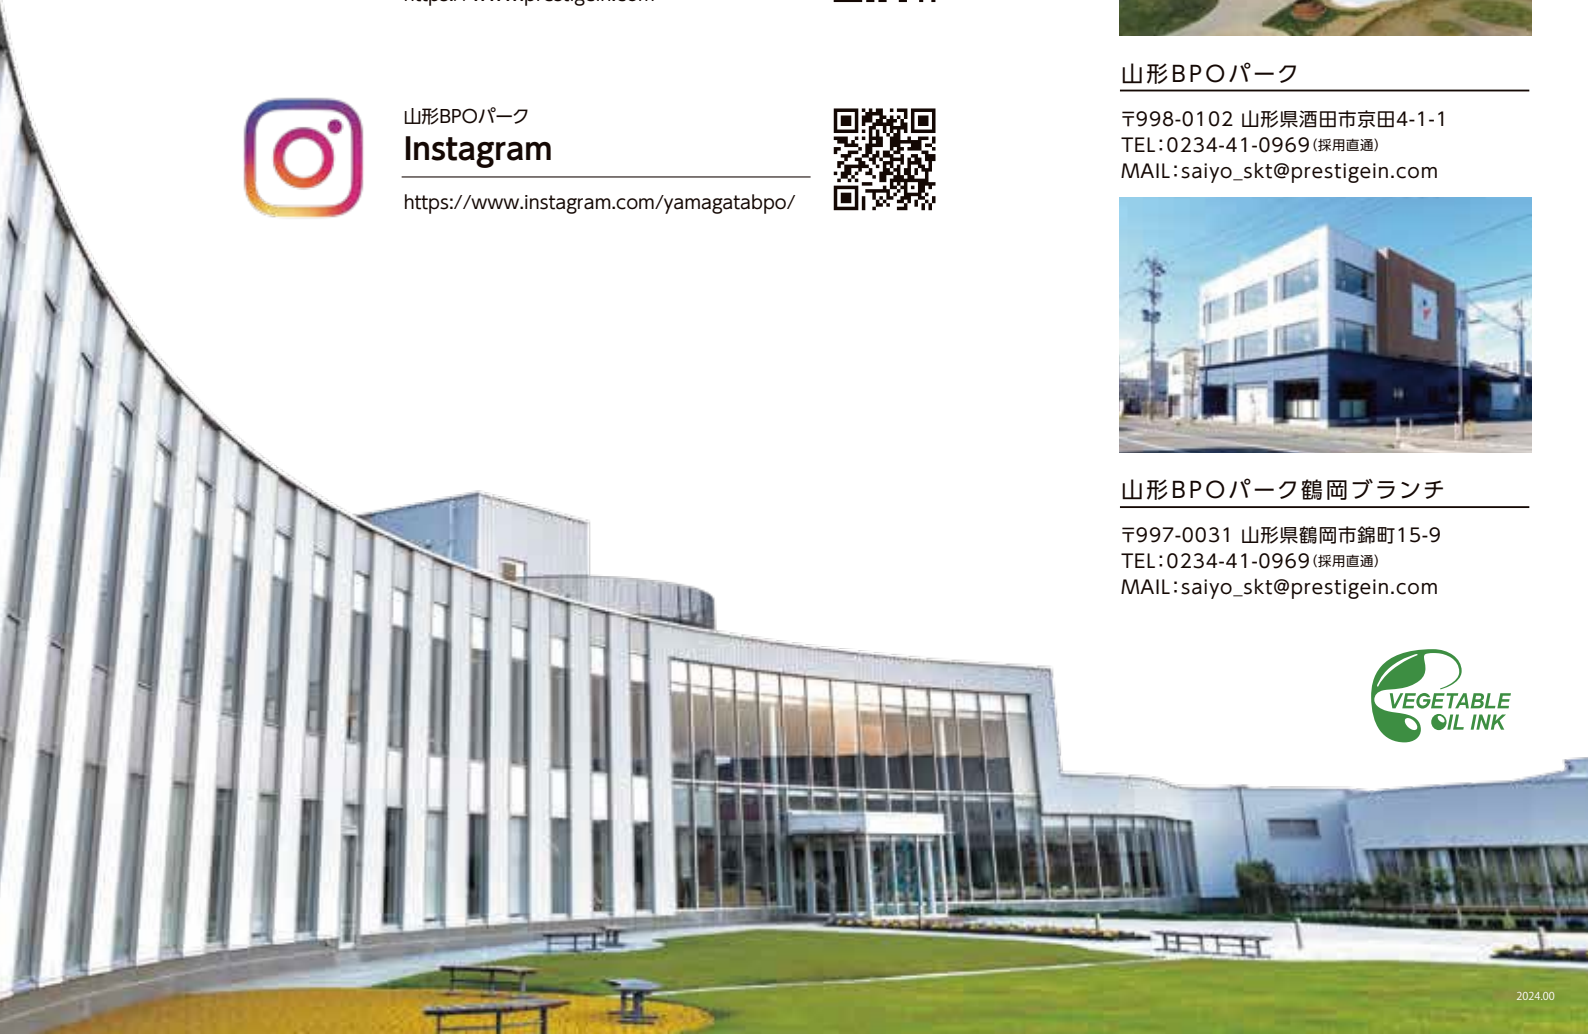 山形BPOパーク
Instagram
https://www.instagram.com/yamagatabpo/
山形BPOパーク
〒998-0102 山形県酒田市京田4-1-1
TEL：0234-41-0969（採用直通）
MAIL：saiyo_skt@prestigein.com
山形BPOパーク鶴岡ブランチ
〒997-0031 山形県鶴岡市錦町15-9
TEL：0234-41-0969（採用直通）
MAIL：saiyo_skt@prestigein.com
VEGETABLE
OIL INK
2024.00